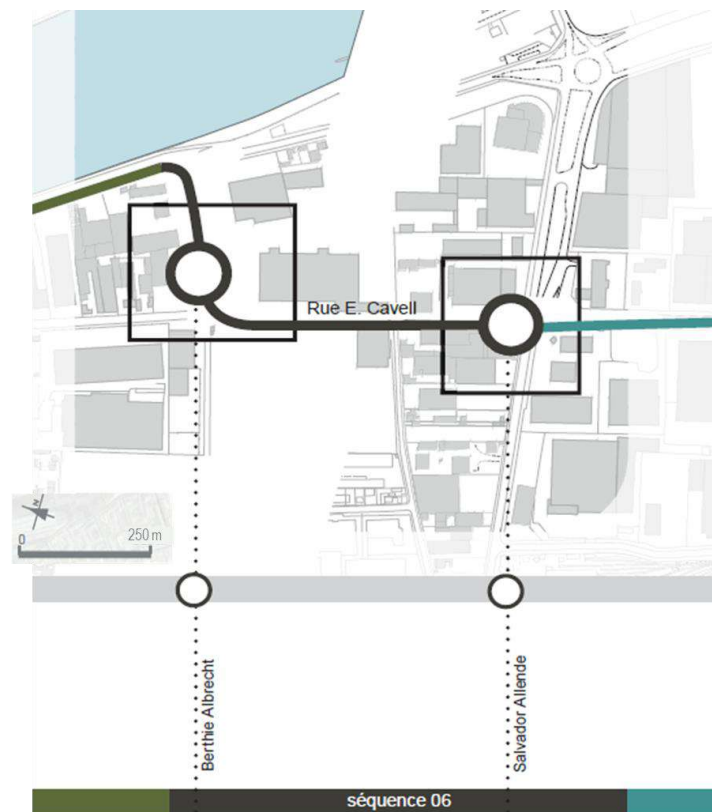 Rue E. Cavell
N
0
250 m
Berthie Albrecht
Salvador Allende
séquence 06